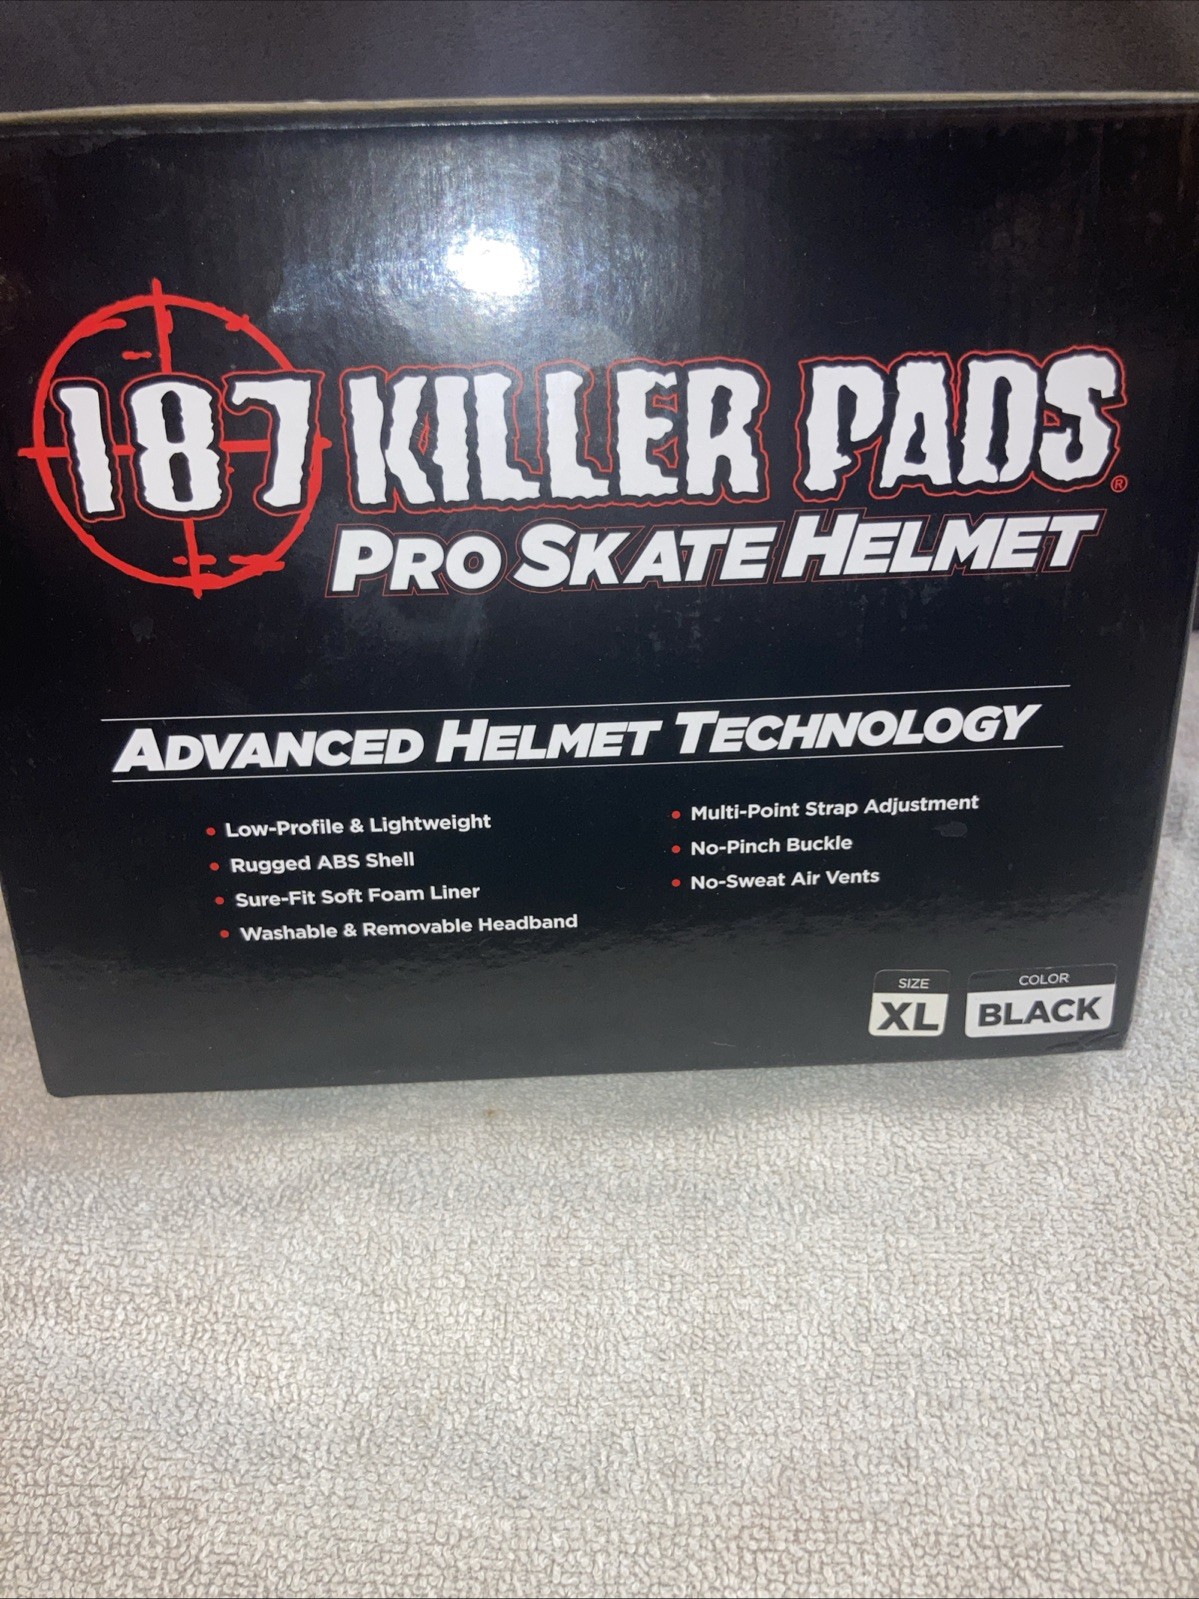 187 KILLER PADS®
PRO SKATE HELMET
ADVANCED HELMET TECHNOLOGY
• Low-Profile & Lightweight
• Rugged ABS Shell
• Sure-Fit Soft Foam Liner
• Washable & Removable Headband
• Multi-Point Strap Adjustment
• No-Pinch Buckle
• No-Sweat Air Vents
SIZE
XL
COLOR
BLACK